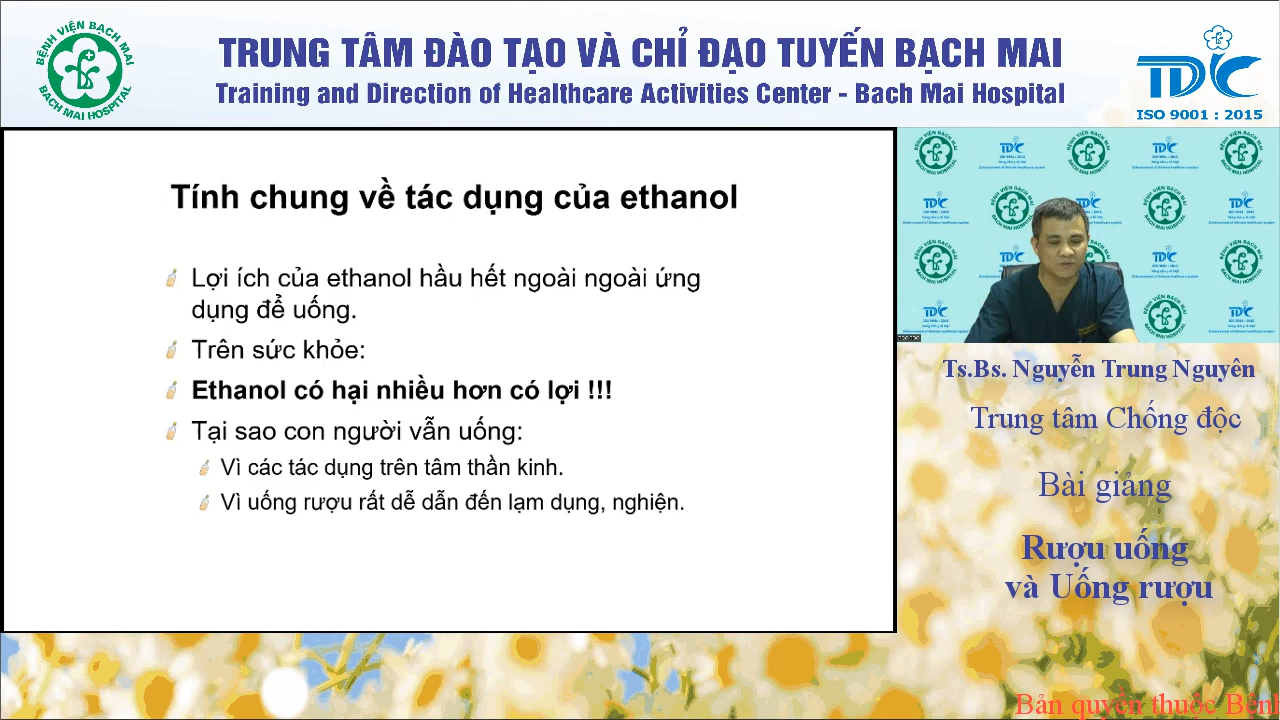 BỆNH VIỆN BẠCH MAI
BACH MAI HOSPITAL
TRUNG TÂM ĐÀO TẠO VÀ CHỈ ĐẠO TUYẾN BẠCH MAI
Training and Direction of Healthcare Activities Center - Bach Mai Hospital
TDC
ISO 9001 : 2015
Tính chung về tác dụng của ethanol
Lợi ích của ethanol hầu hết ngoài ngoài ứng
dụng để uống.
Trên sức khỏe:
Ethanol có hại nhiều hơn có lợi !!!
Tại sao con người vẫn uống:
Vì các tác dụng trên tâm thần kinh.
Vì uống rượu rất dễ dẫn đến lạm dụng, nghiện.
Ts.Bs. Nguyễn Trung Nguyên
Trung tâm Chống độc
Bài giảng
Rượu uống
và Uống rượu
Bản quyền thuộc Bệnh